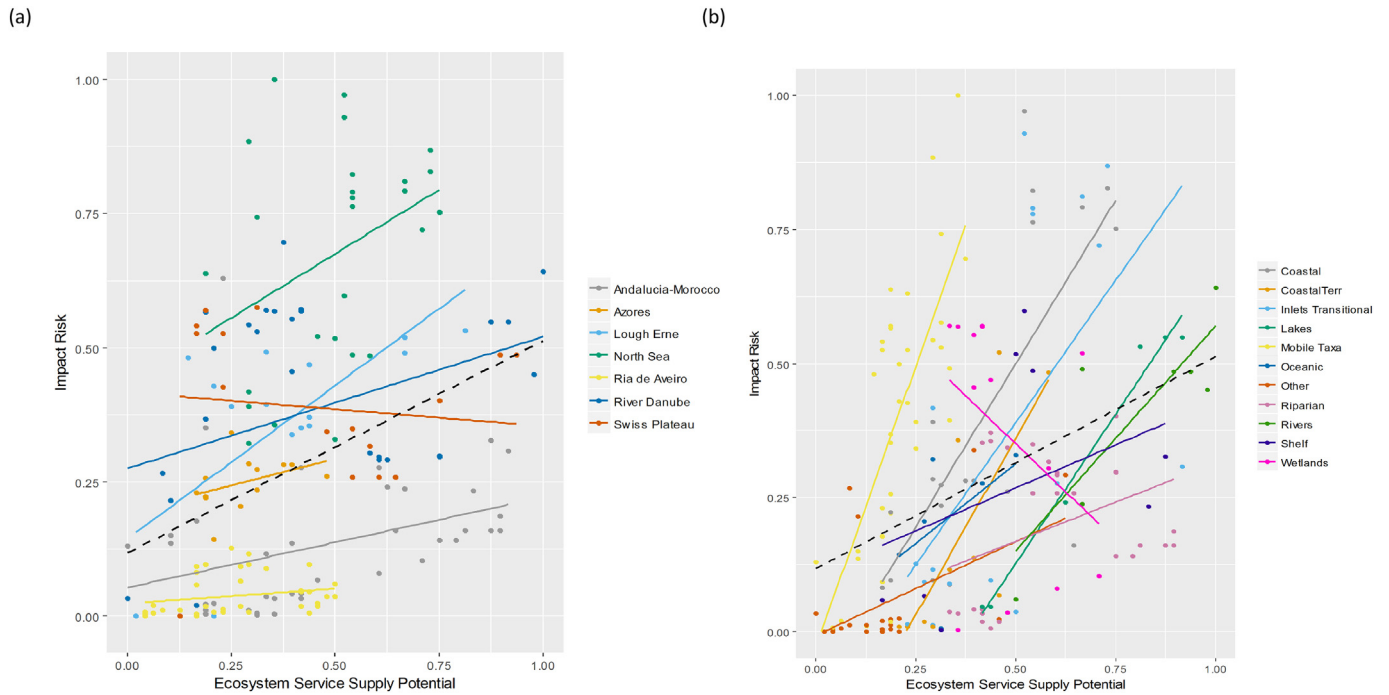 (a)
(b)
1.00
0.75
0.50
0.25
0.00
Impact Risk
0.00 0.25 0.50 0.75 1.00
Ecosystem Service Supply Potential
Andalucia-Morocco
Azores
Lough Erne
North Sea
Ria de Aveiro
River Danube
Swiss Plateau
1.00
0.75
0.50
0.25
0.00
Impact Risk
0.00 0.25 0.50 0.75 1.00
Ecosystem Service Supply Potential
Coastal
CoastalTerr
Inlets Transitional
Lakes
Mobile Taxa
Oceanic
Other
Riparian
Rivers
Shelf
Wetlands